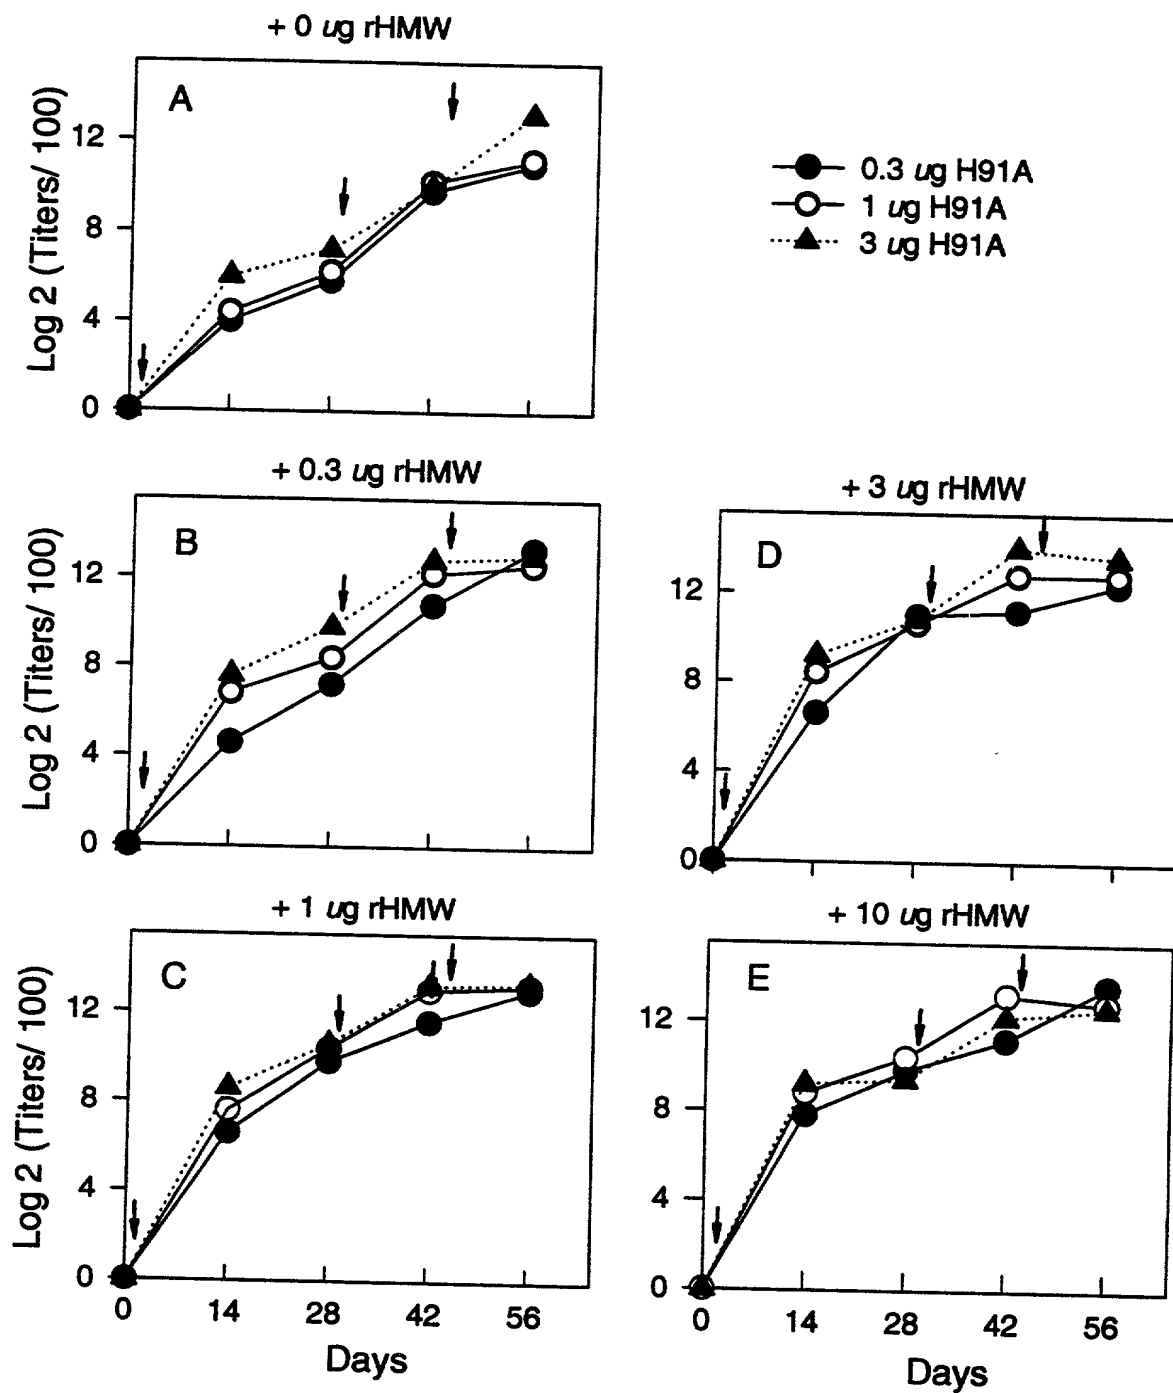 + 0 ug rHMW
A
Log 2 (Titers/ 100)
12
8
4
0
0.3 ug H91A
1 ug H91A
3 ug H91A
+ 0.3 ug rHMW
B
Log 2 (Titers/ 100)
12
8
4
0
+ 3 ug rHMW
D
12
8
4
0
+ 1 ug rHMW
C
Log 2 (Titers/ 100)
12
8
4
0
0 14 28 42 56
Days
+ 10 ug rHMW
E
12
8
4
0
0 14 28 42 56
Days